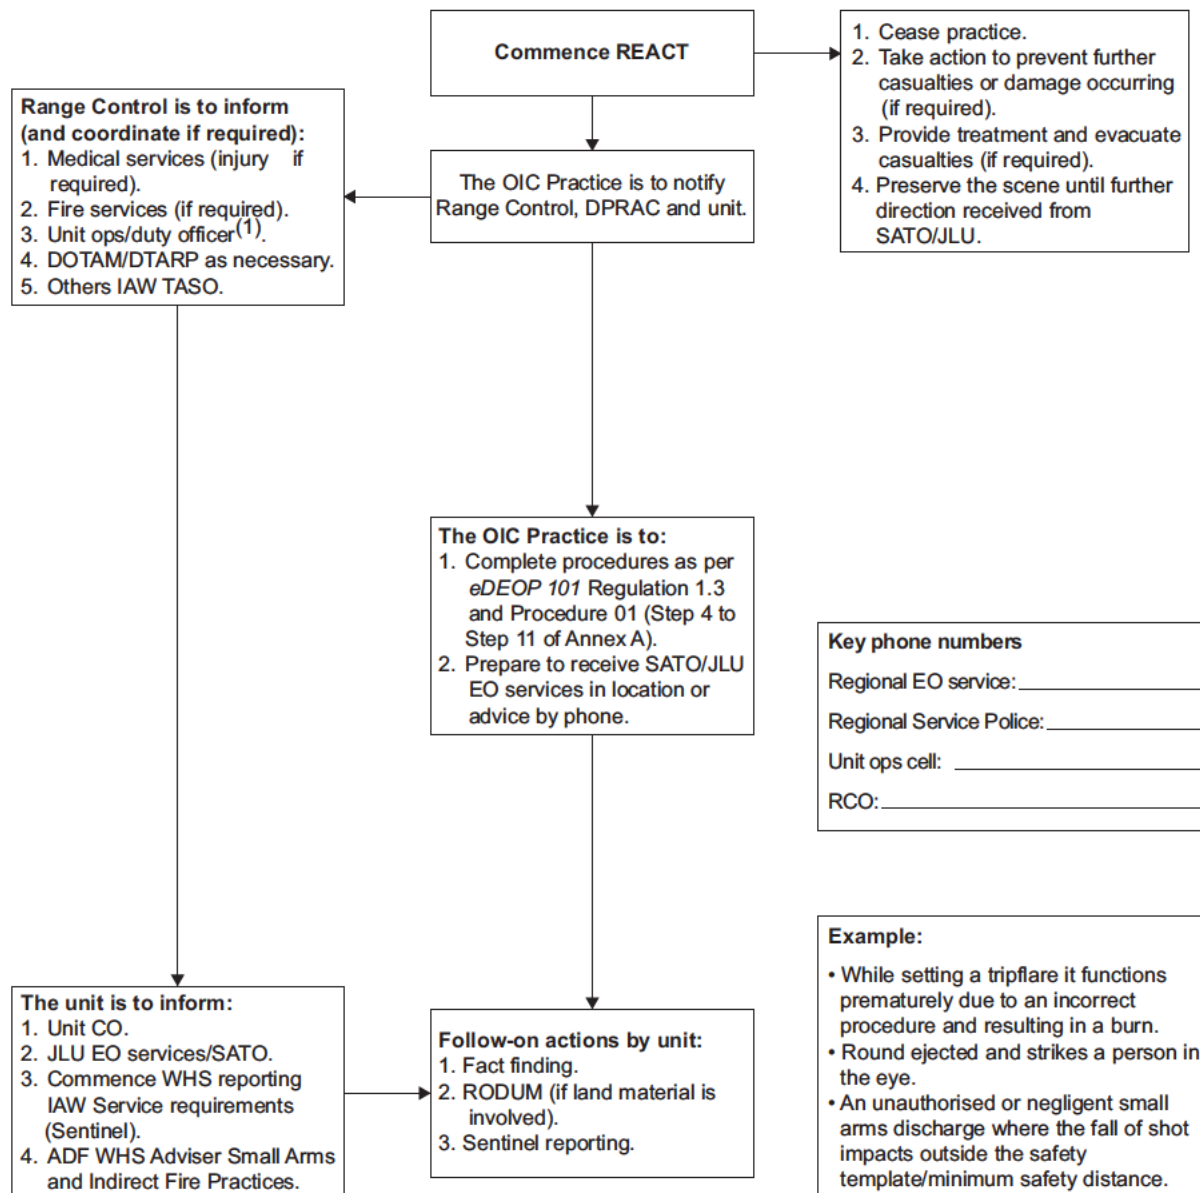 Commence REACT
1. Cease practice.
2. Take action to prevent further
casualties or damage occurring
(if required).
3. Provide treatment and evacuate
casualties (if required).
4. Preserve the scene until further
direction received from
SATO/JLU.
Range Control is to inform
(and coordinate if required):
1. Medical services (injury if
required).
2. Fire services (if required).
3. Unit ops/duty officer(1).
4. DOTAM/DTARP as necessary.
5. Others IAW TASO.
The OIC Practice is to notify
Range Control, DPRAC and unit.
The OIC Practice is to:
1. Complete procedures as per
eDEOP 101 Regulation 1.3
and Procedure 01 (Step 4 to
Step 11 of Annex A).
2. Prepare to receive SATO/JLU
EO services in location or
advice by phone.
Key phone numbers
Regional EO service:
Regional Service Police:
Unit ops cell:
RCO:
The unit is to inform:
1. Unit CO.
2. JLU EO services/SATO.
3. Commence WHS reporting
IAW Service requirements
(Sentinel).
4. ADF WHS Adviser Small Arms
and Indirect Fire Practices.
Follow-on actions by unit:
1. Fact finding.
2. RODUM (if land material is
involved).
3. Sentinel reporting.
Example:
• While setting a tripflare it functions
prematurely due to an incorrect
procedure and resulting in a burn.
• Round ejected and strikes a person in
the eye.
• An unauthorised or negligent small
arms discharge where the fall of shot
impacts outside the safety
template/minimum safety distance.